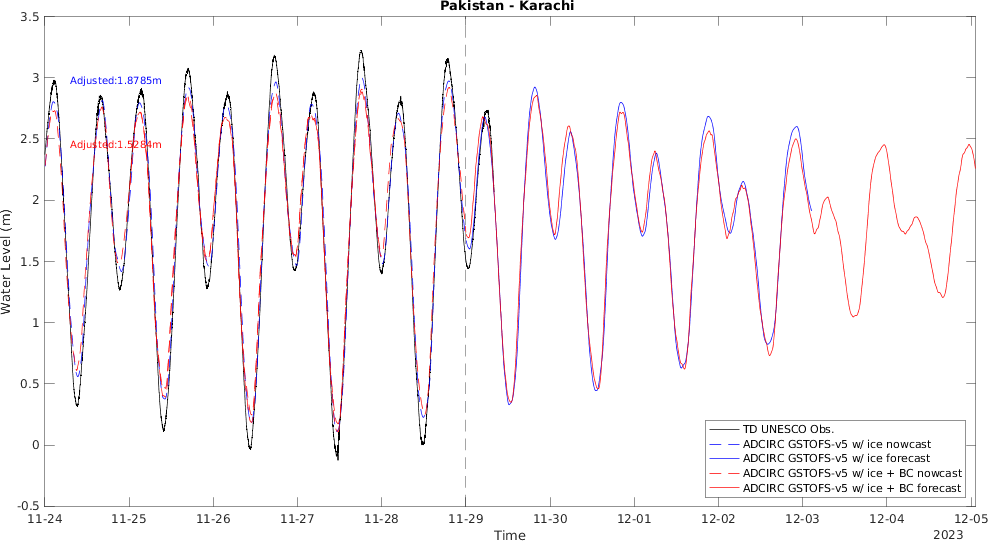 Pakistan - Karachi
3.5
3
2.5
2
1.5
1
0.5
0
-0.5
Water Level (m)
Adjusted:1.8785m
Adjusted:1.5284m
TD UNESCO Obs.
ADCIRC GSTOFS-v5 w/ ice nowcast
ADCIRC GSTOFS-v5 w/ ice forecast
ADCIRC GSTOFS-v5 w/ ice + BC nowcast
ADCIRC GSTOFS-v5 w/ ice + BC forecast
11-24 11-25 11-26 11-27 11-28 11-29 11-30 12-01 12-02 12-03 12-04 12-05
Time
2023